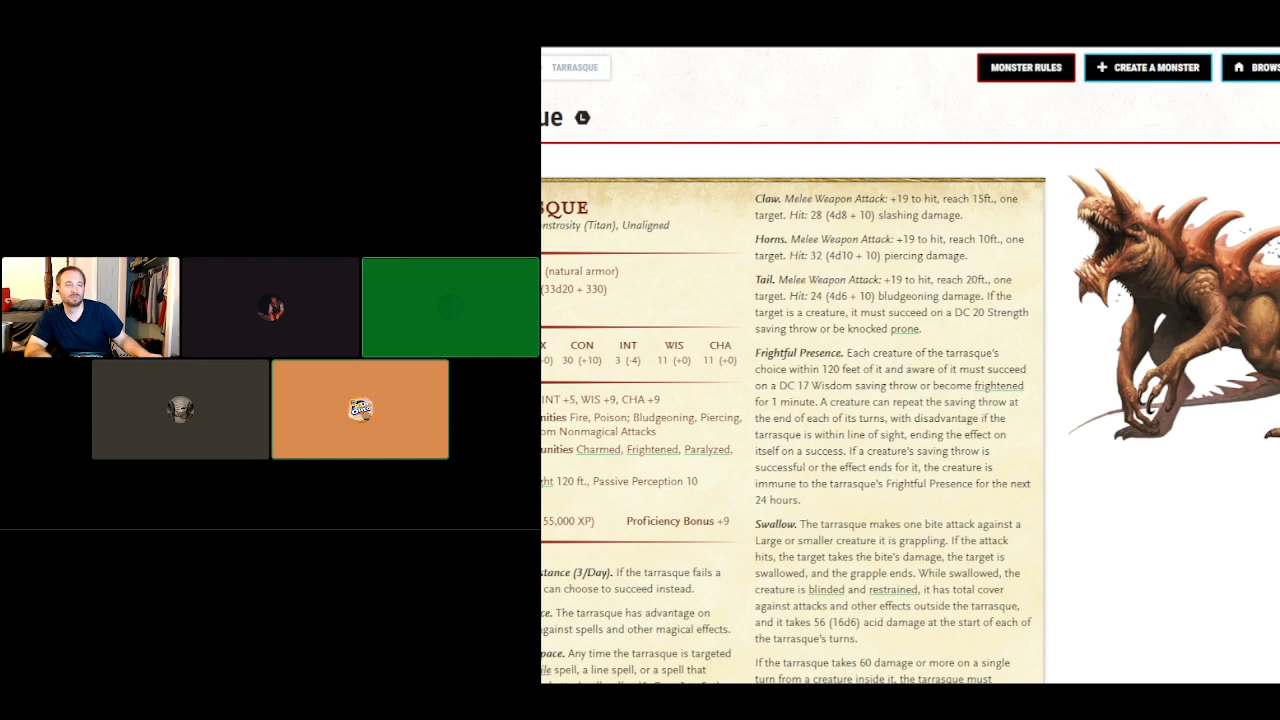 TARRASQUE
MONSTER RULES
CREATE A MONSTER
BROWS
ue L
SQUE
onstrosity (Titan), Unaligned
(natural armor)
(33d20 + 330)
X CON INT WIS CHA
-0) 30 (+10) 3 (-4) 11 (+0) 11 (+0)
INT +5, WIS +9, CHA +9
nities Fire, Poison; Bludgeoning, Piercing,
om Nonmagical Attacks
unities Charmed, Frightened, Paralyzed,
ght 120 ft., Passive Perception 10
55,000 XP) Proficiency Bonus +9
stance (3/Day). If the tarrasque fails a
can choose to succeed instead.
ce. The tarrasque has advantage on
against spells and other magical effects.
pace. Any time the tarrasque is targeted
ile spell, a line spell, or a spell that
Claw. Melee Weapon Attack: +19 to hit, reach 15ft., one
target. Hit: 28 (4d8 + 10) slashing damage.
Horns. Melee Weapon Attack: +19 to hit, reach 10ft., one
target. Hit: 32 (4d10 + 10) piercing damage.
Tail. Melee Weapon Attack: +19 to hit, reach 20ft., one
target. Hit: 24 (4d6 + 10) bludgeoning damage. If the
target is a creature, it must succeed on a DC 20 Strength
saving throw or be knocked prone.
Frightful Presence. Each creature of the tarrasque's
choice within 120 feet of it and aware of it must succeed
on a DC 17 Wisdom saving throw or become frightened
for 1 minute. A creature can repeat the saving throw at
the end of each of its turns, with disadvantage if the
tarrasque is within line of sight, ending the effect on
itself on a success. If a creature's saving throw is
successful or the effect ends for it, the creature is
immune to the tarrasque's Frightful Presence for the next
24 hours.
Swallow. The tarrasque makes one bite attack against a
Large or smaller creature it is grappling. If the attack
hits, the target takes the bite's damage, the target is
swallowed, and the grapple ends. While swallowed, the
creature is blinded and restrained, it has total cover
against attacks and other effects outside the tarrasque,
and it takes 56 (16d6) acid damage at the start of each of
the tarrasque's turns.
If the tarrasque takes 60 damage or more on a single
turn from a creature inside it, the tarrasque must